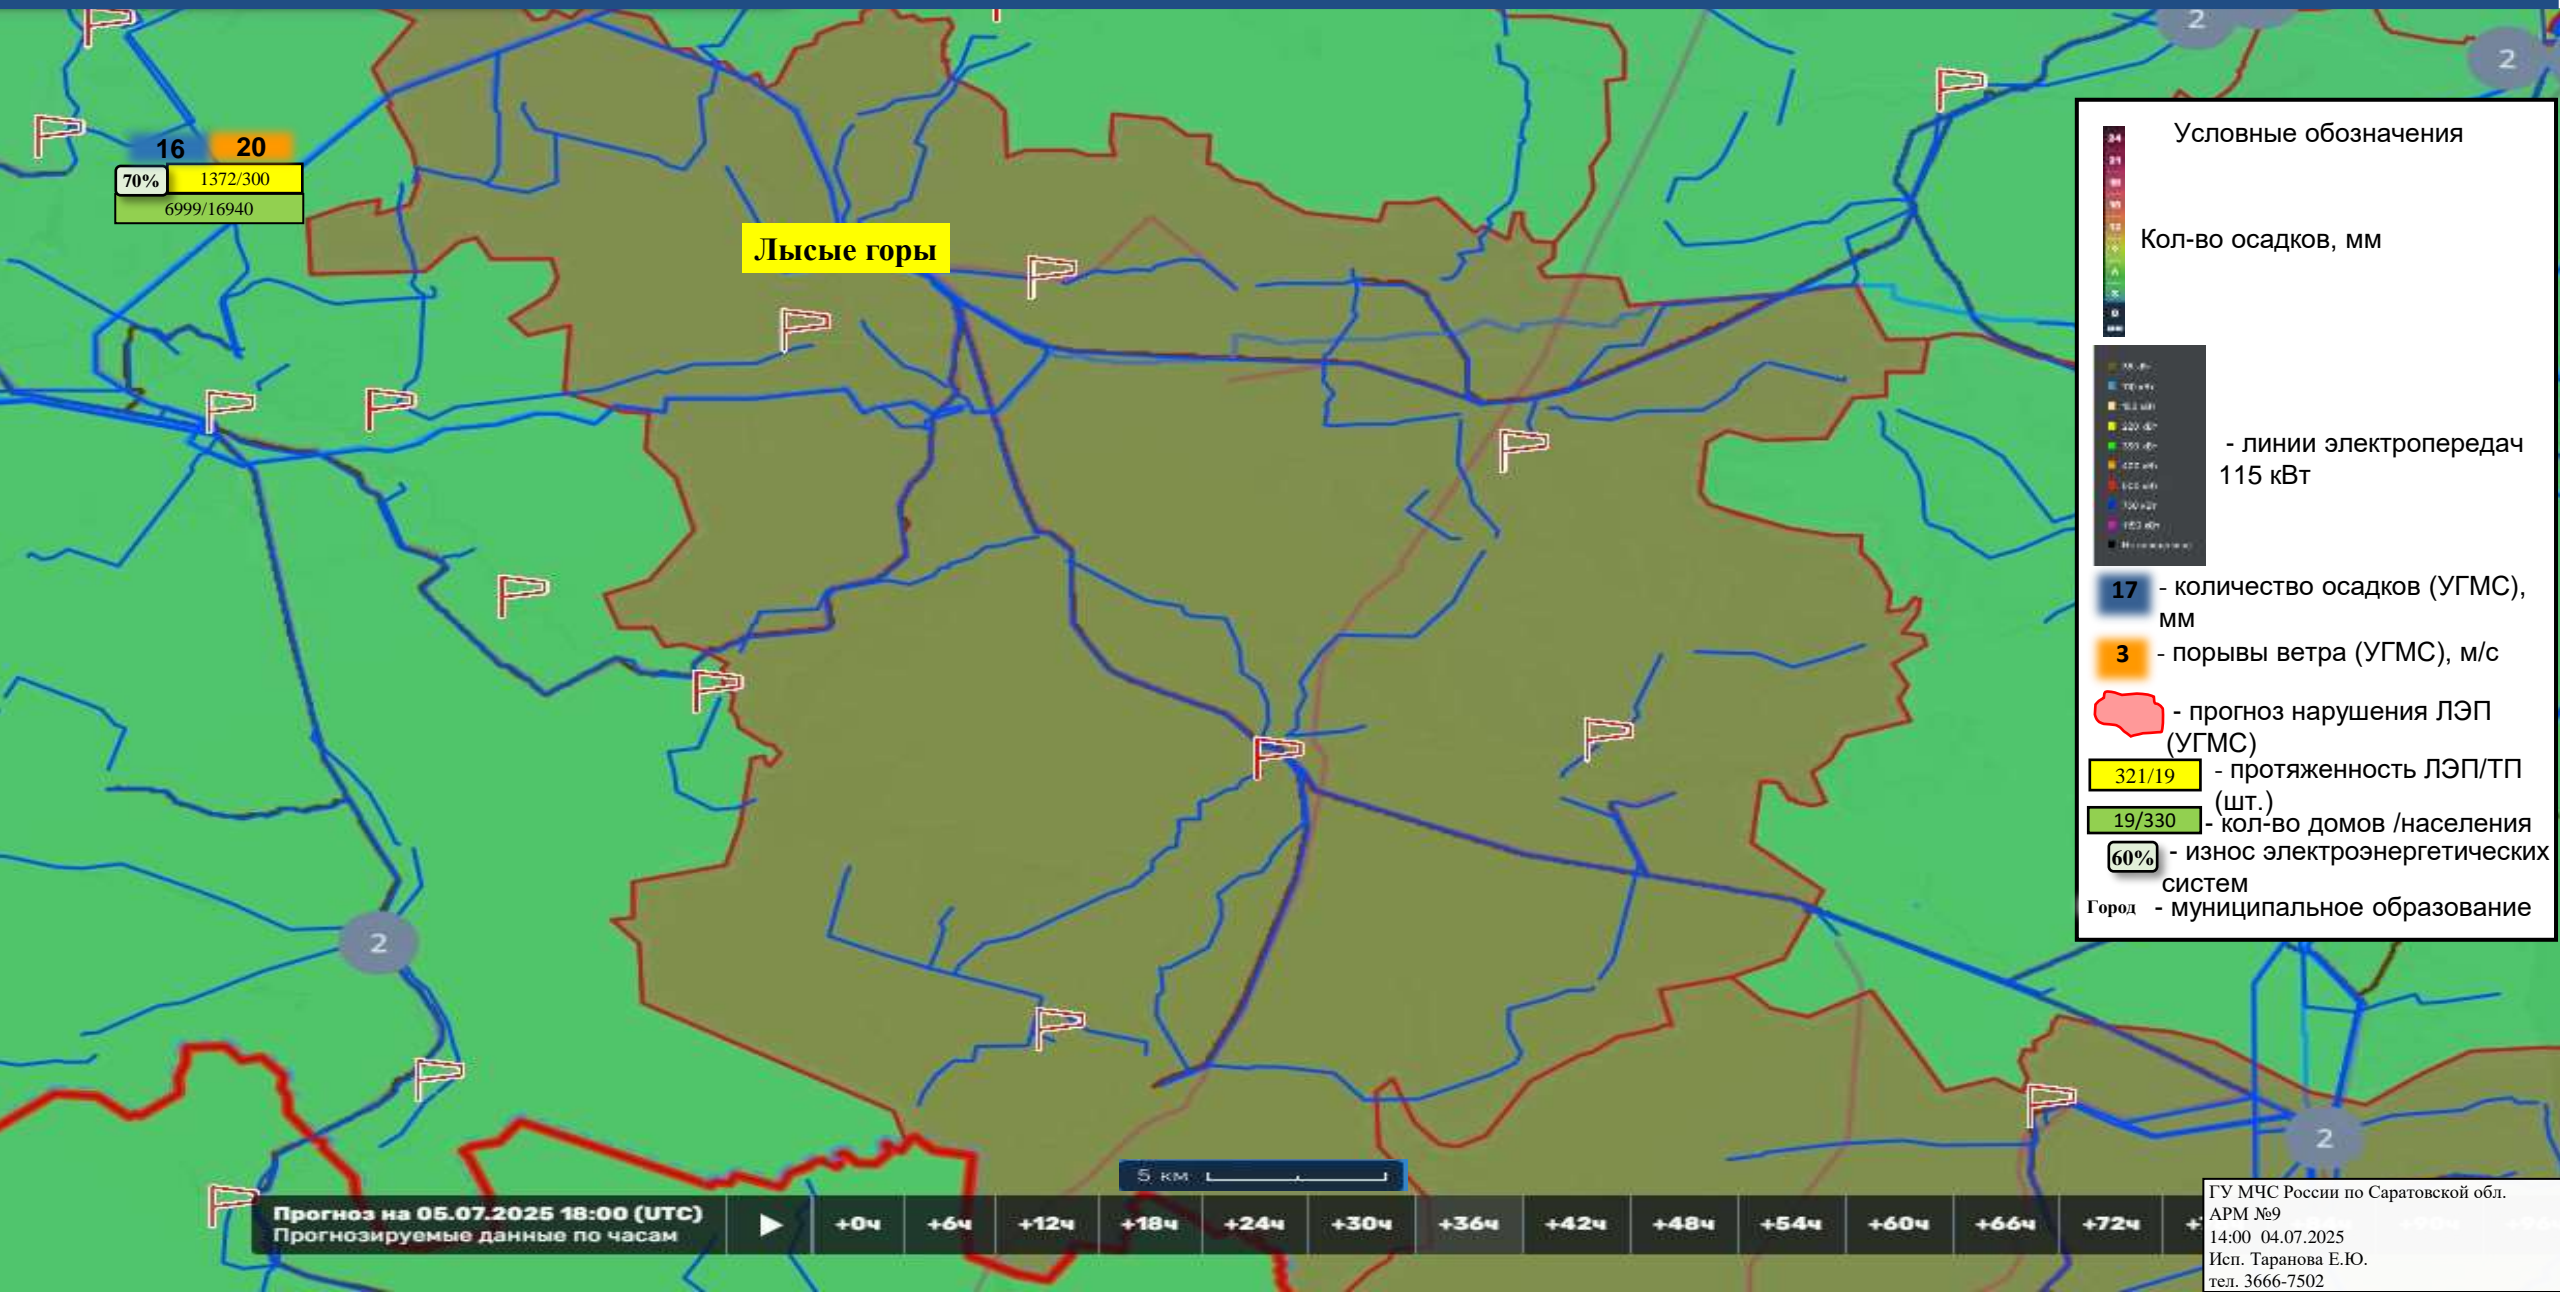 2
2
16 20
70% 1372/300
6999/16940
Лысые горы
Условные обозначения
Кол-во осадков, мм
- линии электропередач
115 кВт
17 - количество осадков (УГМС),
мм
3 - порывы ветра (УГМС), м/с
- прогноз нарушения ЛЭП
(УГМС)
321/19 - протяженность ЛЭП/ТП
(шт.)
19/330 - кол-во домов /населения
60% - износ электроэнергетических
систем
Город - муниципальное образование
2
2
5 км
Прогноз на 05.07.2025 18:00 (UTC)
Прогнозируемые данные по часам
+0ч +6ч +12ч +18ч +24ч +30ч +36ч +42ч +48ч +54ч +60ч +66ч +72ч
ГУ МЧС России по Саратовской обл.
АРМ №9
14:00 04.07.2025
Исп. Таранова Е.Ю.
тел. 3666-7502